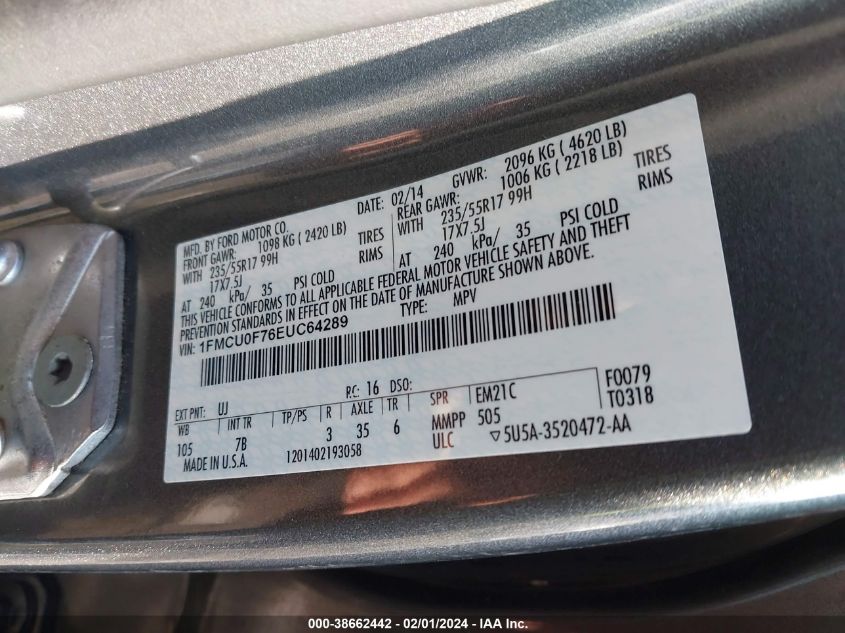 MFD. BY FORD MOTOR CO.
DATE: 02/14
GVWR: 2096 KG ( 4620 LB)
FRONT GAWR: 1098 KG ( 2420 LB)
REAR GAWR: 1006 KG ( 2218 LB)
WITH 235/55R17 99H TIRES
WITH 235/55R17 99H TIRES
17X7.5J RIMS
17X7.5J RIMS
AT 240 kPa/ 35 PSI COLD
AT 240 kPa/ 35 PSI COLD
THIS VEHICLE CONFORMS TO ALL APPLICABLE FEDERAL MOTOR VEHICLE SAFETY AND THEFT
PREVENTION STANDARDS IN EFFECT ON THE DATE OF MANUFACTURE SHOWN ABOVE.
VIN: 1FMCU0F76EUC64289
TYPE: MPV
EXT PNT: UJ RC: 16 DSO:
WB INT TR TP/PS R AXLE TR SPR EM21C F0079
105 7B 3 35 6 MMPP 505 T0318
MADE IN U.S.A. 1201402193058 ULC ▽5U5A-3520472-AA
000-38662442 - 02/01/2024 - IAA Inc.